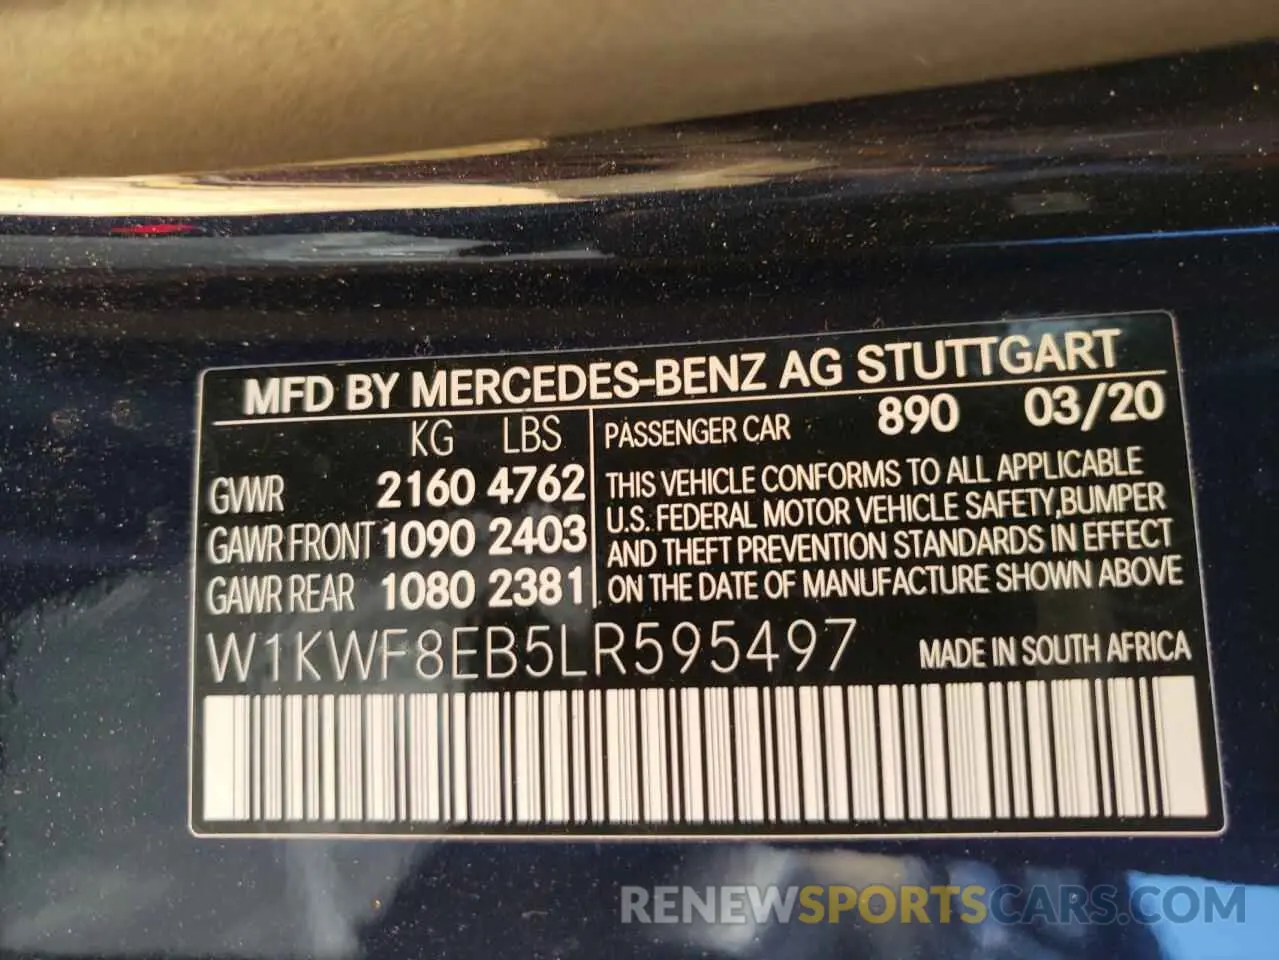 MFD BY MERCEDES-BENZ AG STUTTGART
KG LBS
GVWR 2160 4762
GAWR FRONT 1090 2403
GAWR REAR 1080 2381
PASSENGER CAR 890 03/20
THIS VEHICLE CONFORMS TO ALL APPLICABLE
U.S. FEDERAL MOTOR VEHICLE SAFETY,BUMPER
AND THEFT PREVENTION STANDARDS IN EFFECT
ON THE DATE OF MANUFACTURE SHOWN ABOVE
W1KWF8EB5LR595497 MADE IN SOUTH AFRICA
RENEWSPORTSCARS.COM